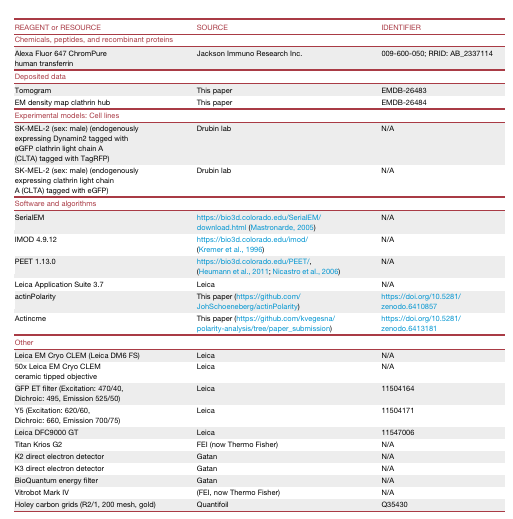 REAGENT or RESOURCE SOURCE IDENTIFIER
Chemicals, peptides, and recombinant proteins
Alexa Fluor 647 ChromPure Jackson Immuno Research Inc. 009-600-050; RRID: AB_2337114
human transferrin
Deposited data
Tomogram This paper EMDB-26483
EM density map clathrin hub This paper EMDB-26484
Experimental models: Cell lines
SK-MEL-2 (sex: male) (endogenously Drubin lab N/A
expressing Dynamin2 tagged with
eGFP clathrin light chain A
(CLTA) tagged with TagRFP)
SK-MEL-2 (sex: male) (endogenously Drubin lab N/A
expressing clathrin light chain
A (CLTA) tagged with eGFP)
Software and algorithms
SerialEM https://bio3d.colorado.edu/SerialEM/ N/A
download.html (Mastronarde, 2005)
IMOD 4.9.12 https://bio3d.colorado.edu/imod/ N/A
(Kremer et al., 1996)
PEET 1.13.0 https://bio3d.colorado.edu/PEET/, N/A
(Heumann et al., 2011; Nicastro et al., 2006)
Leica Application Suite 3.7 Leica N/A
actinPolarity This paper (https://github.com/ https://doi.org/10.5281/
JohSchoeneberg/actinPolarity) zenodo.6410857
Actincme This paper (https://github.com/kvegesna/ https://doi.org/10.5281/
polarity-analysis/tree/paper_submission) zenodo.6413181
Other
Leica EM Cryo CLEM (Leica DM6 FS) Leica N/A
50x Leica EM Cryo CLEM Leica N/A
ceramic tipped objective
GFP ET filter (Excitation: 470/40, Leica 11504164
Dichroic: 495, Emission 525/50)
Y5 (Excitation: 620/60, Leica 11504171
Dichroic: 660, Emission 700/75)
Leica DFC9000 GT Leica 11547006
Titan Krios G2 FEI (now Thermo Fisher) N/A
K2 direct electron detector Gatan N/A
K3 direct electron detector Gatan N/A
BioQuantum energy filter Gatan N/A
Vitrobot Mark IV (FEI, now Thermo Fisher) N/A
Holey carbon grids (R2/1, 200 mesh, gold) Quantifoil Q35430